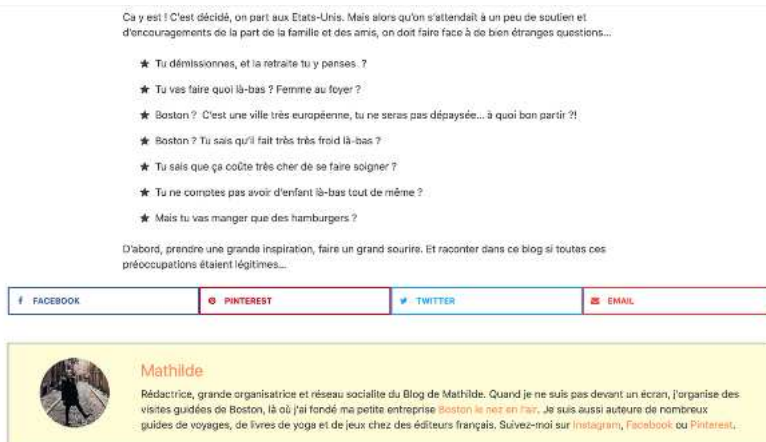 Ca y est ! C'est décidé, on part aux Etats-Unis. Mais alors qu'on s'attendait à un peu de soutien et
d'encouragements de la part de la famille et des amis, on doit faire face à de bien étranges questions...
★ Tu démissionnes, et la retraite tu y penses ?
★ Tu vas faire quoi là-bas ? Femme au foyer ?
★ Boston ? C'est une ville très européenne, tu ne seras pas dépaysée... à quoi bon partir ?!
★ Boston ? Tu sais qu'il fait très très froid là-bas ?
★ Tu sais que ça coûte très cher de se faire soigner ?
★ Tu ne comptes pas avoir d'enfant là-bas tout de même ?
★ Mais tu vas manger que des hamburgers ?
D'abord, prendre une grande inspiration, faire un grand sourire. Et raconter dans ce blog si toutes ces
préoccupations étaient légitimes...
FACEBOOK PINTEREST TWITTER EMAIL
Mathilde
Rédactrice, grande organisatrice et réseau socialite du Blog de Mathilde. Quand je ne suis pas devant un écran, j'organise des
visites guidées de Boston, là où j'ai fondé ma petite entreprise Boston le nez en l'air. Je suis aussi auteure de nombreux
guides de voyages, de livres de yoga et de jeux chez des éditeurs français. Suivez-moi sur Instagram, Facebook ou Pinterest.